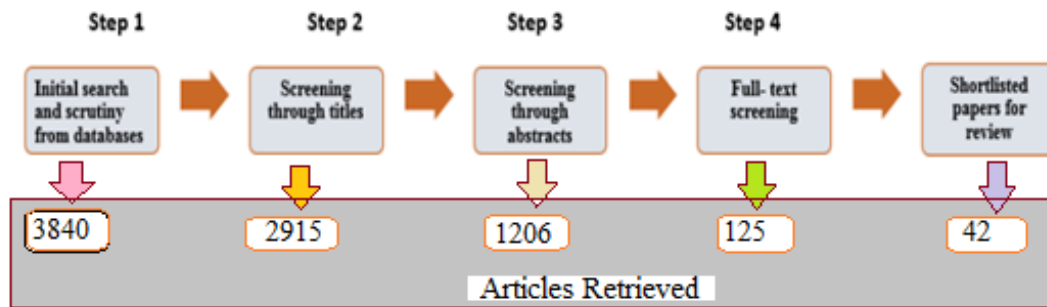 Step 1
Step 2
Step 3
Step 4
Initial search
and scrutiny
from databases
Screening
through titles
Screening
through
abstracts
Full- text
screening
Shortlisted
papers for
review
3840
2915
1206
125
42
Articles Retrieved